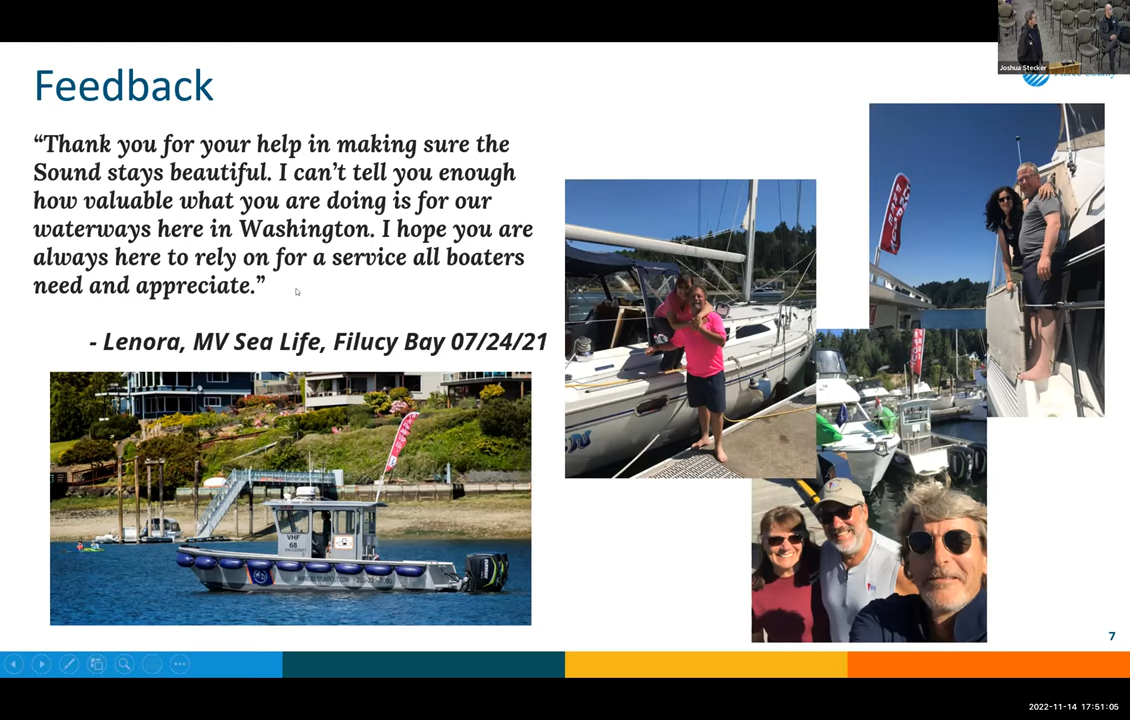 Joshua Stecker
Feedback
“Thank you for your help in making sure the
Sound stays beautiful. I can’t tell you enough
how valuable what you are doing is for our
waterways here in Washington. I hope you are
always here to rely on for a service all boaters
need and appreciate.”
- Lenora, MV Sea Life, Filucy Bay 07/24/21
VHF
68
7
2022-11-14 17:51:05